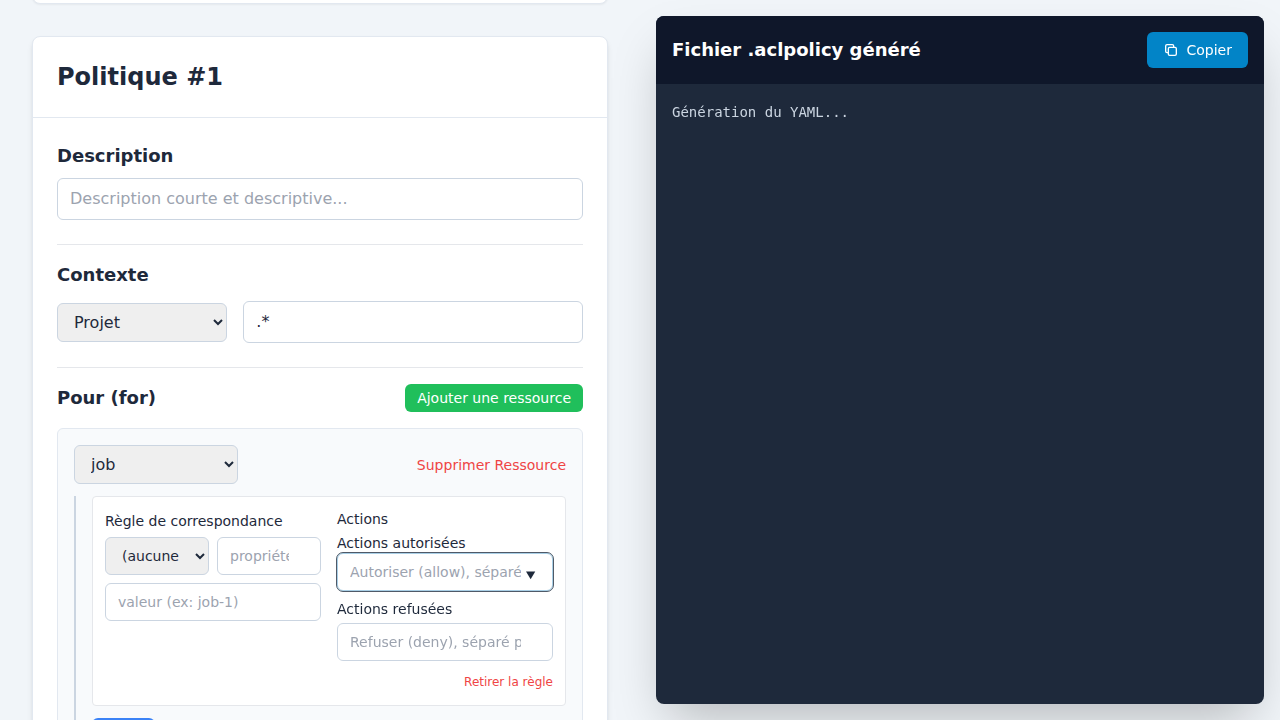 Politique #1
Description
Description courte et descriptive...
Contexte
Projet
.*
Pour (for)
Ajouter une ressource
job
Supprimer Ressource
Règle de correspondance
(aucune
propriété
valeur (ex: job-1)
Actions
Actions autorisées
Autoriser (allow), séparé
Actions refusées
Refuser (deny), séparé p
Retirer la règle
Fichier .aclpolicy généré
Copier
Génération du YAML...